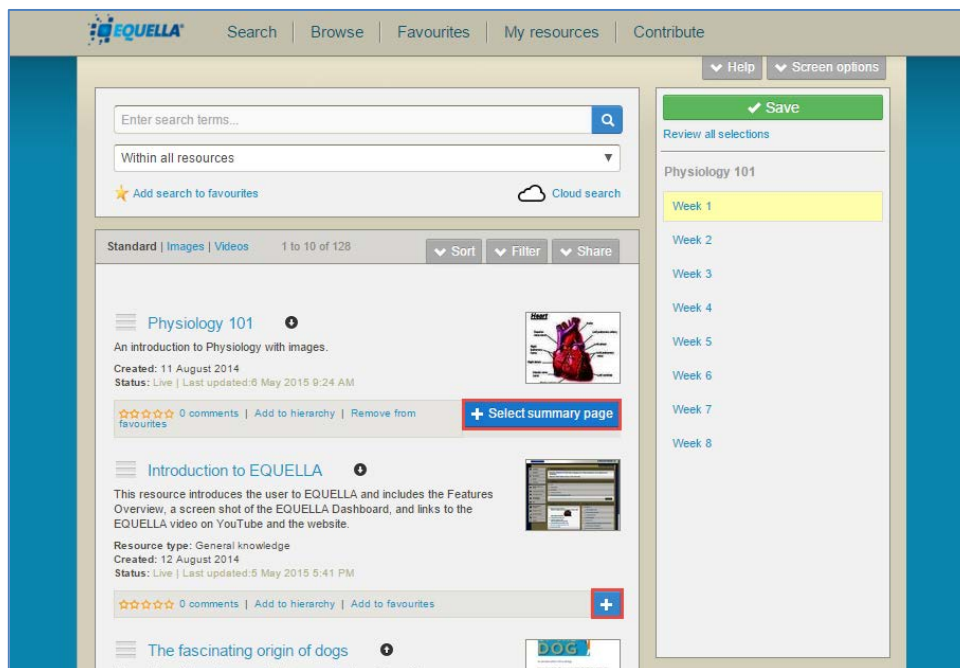 EQUELLA
Search | Browse | Favourites | My resources | Contribute
Help
Screen options
Enter search terms...
Within all resources
Add search to favourites
Cloud search
Standard | Images | Videos
1 to 10 of 128
Sort
Filter
Share
Physiology 101
An introduction to Physiology with images.
Created: 11 August 2014
Status: Live | Last updated:6 May 2015 9:24 AM
Heart
0 comments | Add to hierarchy | Remove from
favourites
Select summary page
Introduction to EQUELLA
This resource introduces the user to EQUELLA and includes the Features
Overview, a screen shot of the EQUELLA Dashboard, and links to the
EQUELLA video on YouTube and the website.
Resource type: General knowledge
Created: 12 August 2014
Status: Live | Last updated:5 May 2015 5:41 PM
0 comments | Add to hierarchy | Add to favourites
The fascinating origin of dogs
DOG
Save
Review all selections
Physiology 101
Week 1
Week 2
Week 3
Week 4
Week 5
Week 6
Week 7
Week 8